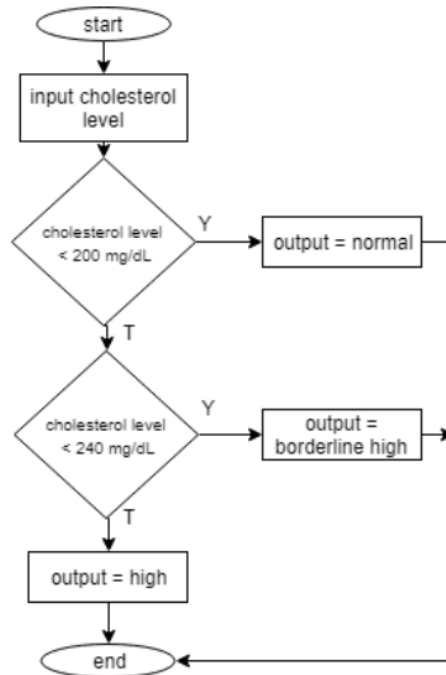 start
input cholesterol
level
cholesterol level
< 200 mg/dL
Y
output = normal
T
cholesterol level
< 240 mg/dL
Y
output =
borderline high
T
output = high
end